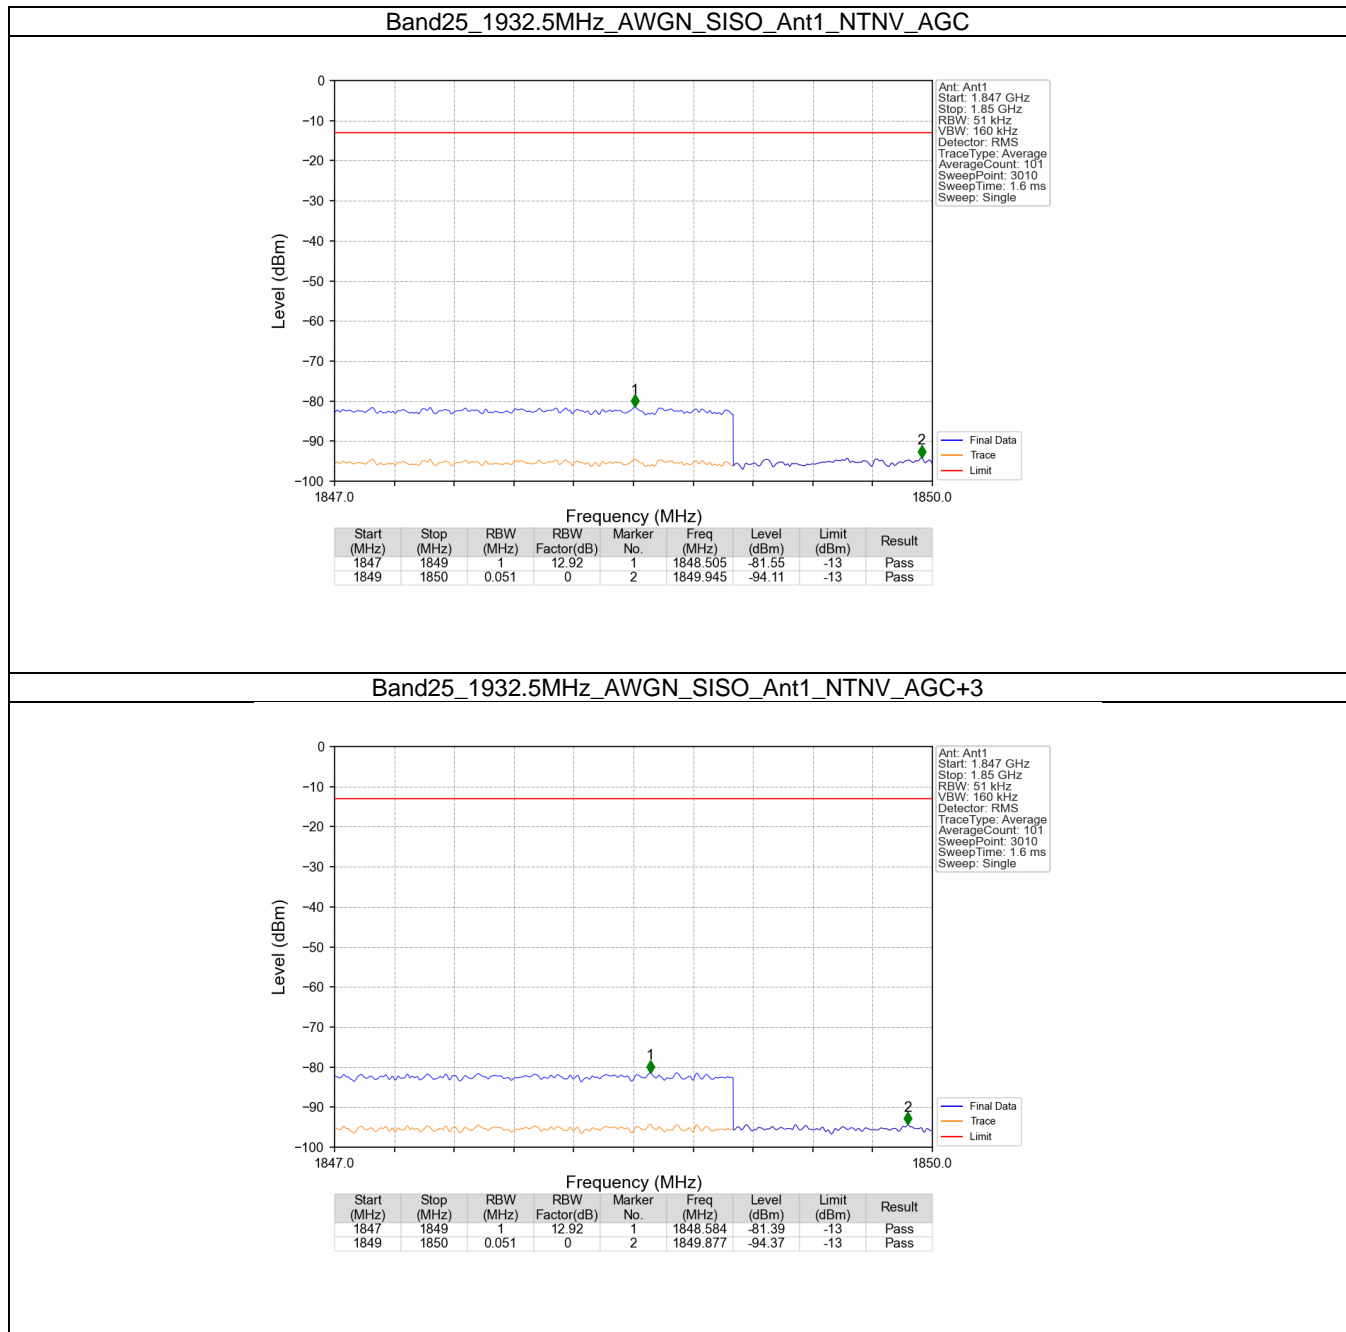 Band25_1932.5MHz_AWGN_SISO_Ant1_NTNV_AGC
0
−10
−20
−30
−40
−50
−60
−70
−80
−90
−100
Level (dBm)
1
2
1847.0
1850.0
Frequency (MHz)
Ant: Ant1
Start: 1.847 GHz
Stop: 1.85 GHz
RBW: 51 kHz
VBW: 160 kHz
Detector: RMS
TraceType: Average
AverageCount: 101
SweepPoint: 3010
SweepTime: 1.6 ms
Sweep: Single
Final Data
Trace
Limit
Start (MHz) Stop (MHz) RBW (MHz) RBW Factor(dB) Marker No. Freq (MHz) Level (dBm) Limit (dBm) Result
1847 1849 1 12.92 1 1848.505 -81.55 -13 Pass
1849 1850 0.051 0 2 1849.945 -94.11 -13 Pass
Band25_1932.5MHz_AWGN_SISO_Ant1_NTNV_AGC+3
0
−10
−20
−30
−40
−50
−60
−70
−80
−90
−100
Level (dBm)
1
2
1847.0
1850.0
Frequency (MHz)
Ant: Ant1
Start: 1.847 GHz
Stop: 1.85 GHz
RBW: 51 kHz
VBW: 160 kHz
Detector: RMS
TraceType: Average
AverageCount: 101
SweepPoint: 3010
SweepTime: 1.6 ms
Sweep: Single
Final Data
Trace
Limit
Start (MHz) Stop (MHz) RBW (MHz) RBW Factor(dB) Marker No. Freq (MHz) Level (dBm) Limit (dBm) Result
1847 1849 1 12.92 1 1848.584 -81.39 -13 Pass
1849 1850 0.051 0 2 1849.877 -94.37 -13 Pass